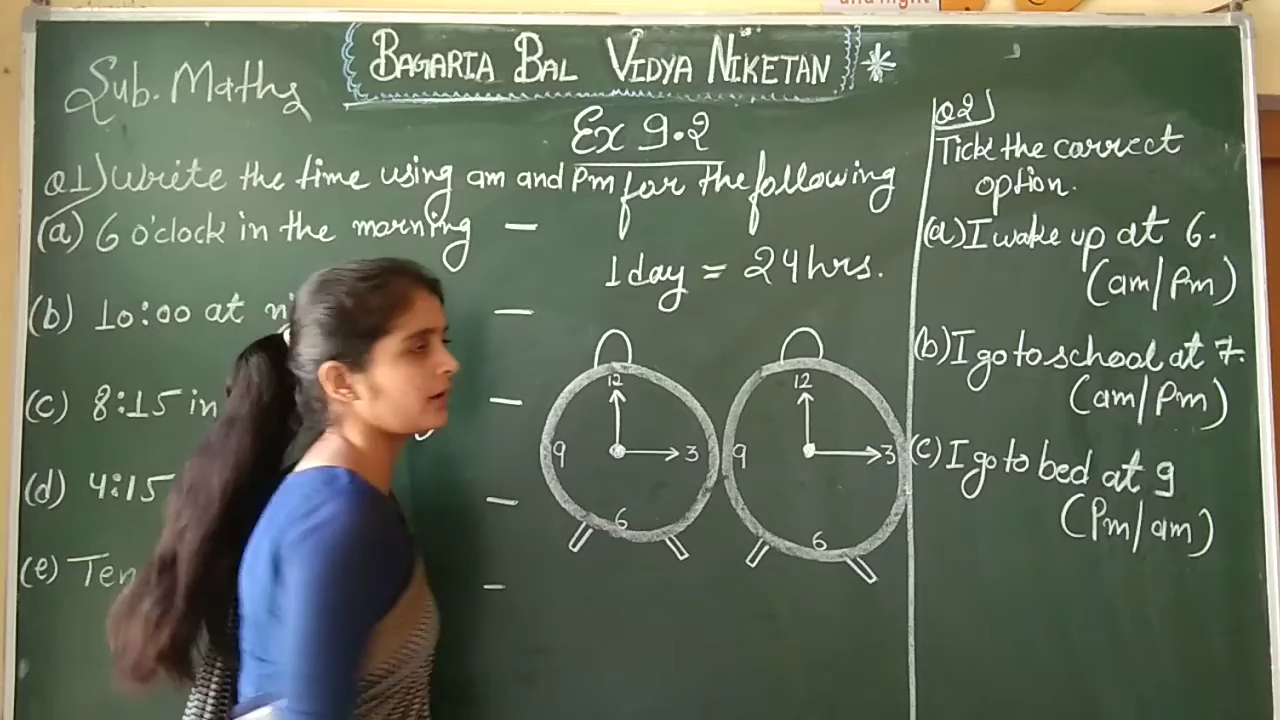 and night
BAGARIA BAL VIDYA NIKETAN
Sub. Maths
Ex 9.2
Q1) Write the time using am and Pm for the following
(a) 6 o'clock in the morning —
1 day = 24 hrs.
(b) 10:00 at —
(c) 8:15 in —
(d) 4:15 —
(e) Ten —
12
3
6
9
12
3
6
9
Q2)
Tick the correct
option.
(a) I wake up at 6.
(am/Pm)
(b) I go to school at 7.
(am/Pm)
(c) I go to bed at 9
(Pm/am)